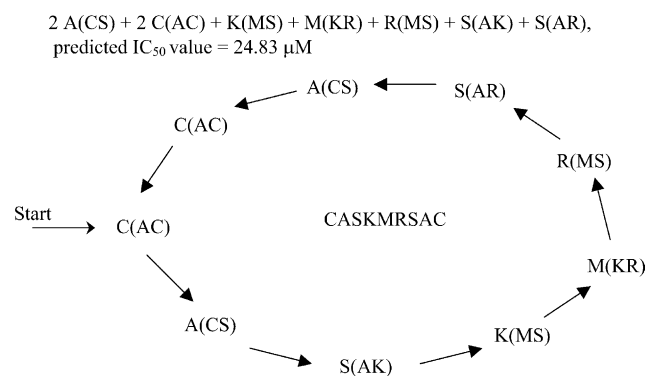 2 A(CS) + 2 C(AC) + K(MS) + M(KR) + R(MS) + S(AK) + S(AR),
predicted IC50 value = 24.83 µM
A(CS)
S(AR)
C(AC)
R(MS)
Start
C(AC)
CASKMRSAC
M(KR)
A(CS)
K(MS)
S(AK)